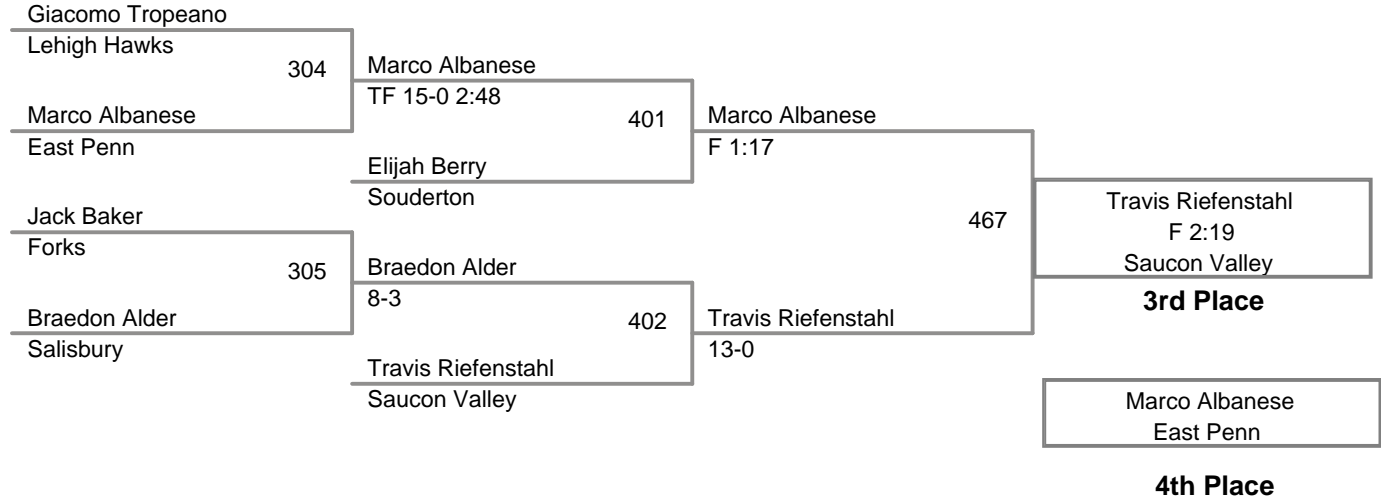 Giacomo Tropeano
Lehigh Hawks
304
Marco Albanese
East Penn
Jack Baker
Forks
305
Braedon Alder
Salisbury
Marco Albanese
TF 15-0 2:48
401
Elijah Berry
Souderton
Braedon Alder
8-3
402
Travis Riefenstahl
Saucon Valley
Marco Albanese
F 1:17
467
Travis Riefenstahl
13-0
Travis Riefenstahl
F 2:19
Saucon Valley
3rd Place
Marco Albanese
East Penn
4th Place